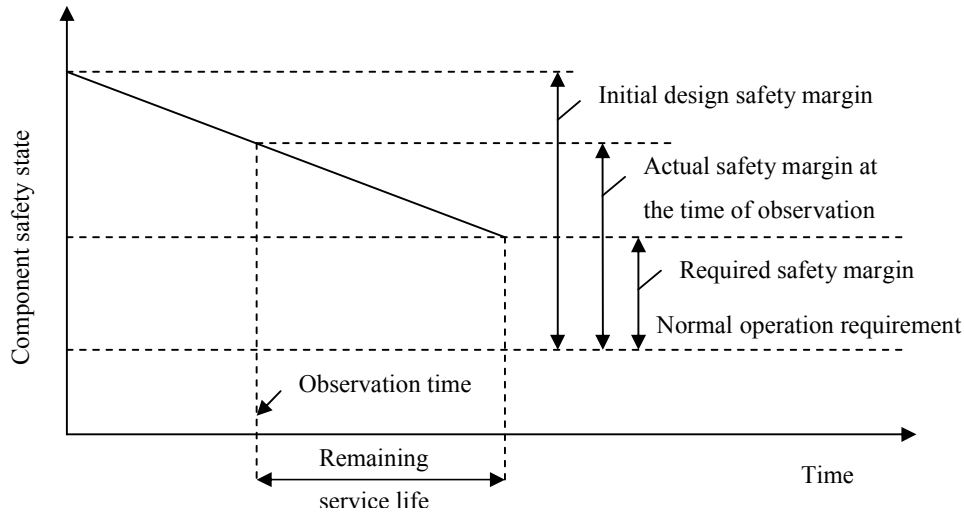 Initial design safety margin
Actual safety margin at
the time of observation
Required safety margin
Normal operation requirement
Component safety state
Observation time
Remaining
service life
Time